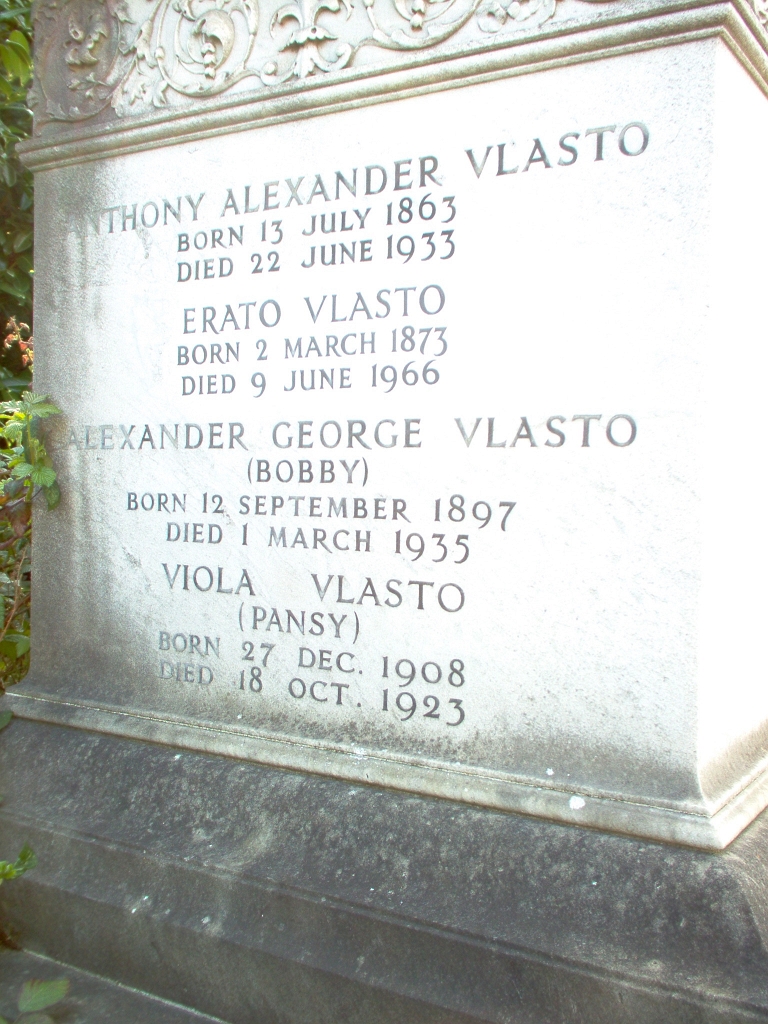 ANTHONY ALEXANDER VLASTO
BORN 13 JULY 1863
DIED 22 JUNE 1933
ERATO VLASTO
BORN 2 MARCH 1873
DIED 9 JUNE 1966
ALEXANDER GEORGE VLASTO
(BOBBY)
BORN 12 SEPTEMBER 1897
DIED 1 MARCH 1935
VIOLA VLASTO
(PANSY)
BORN 27 DEC. 1908
DIED 18 OCT. 1923